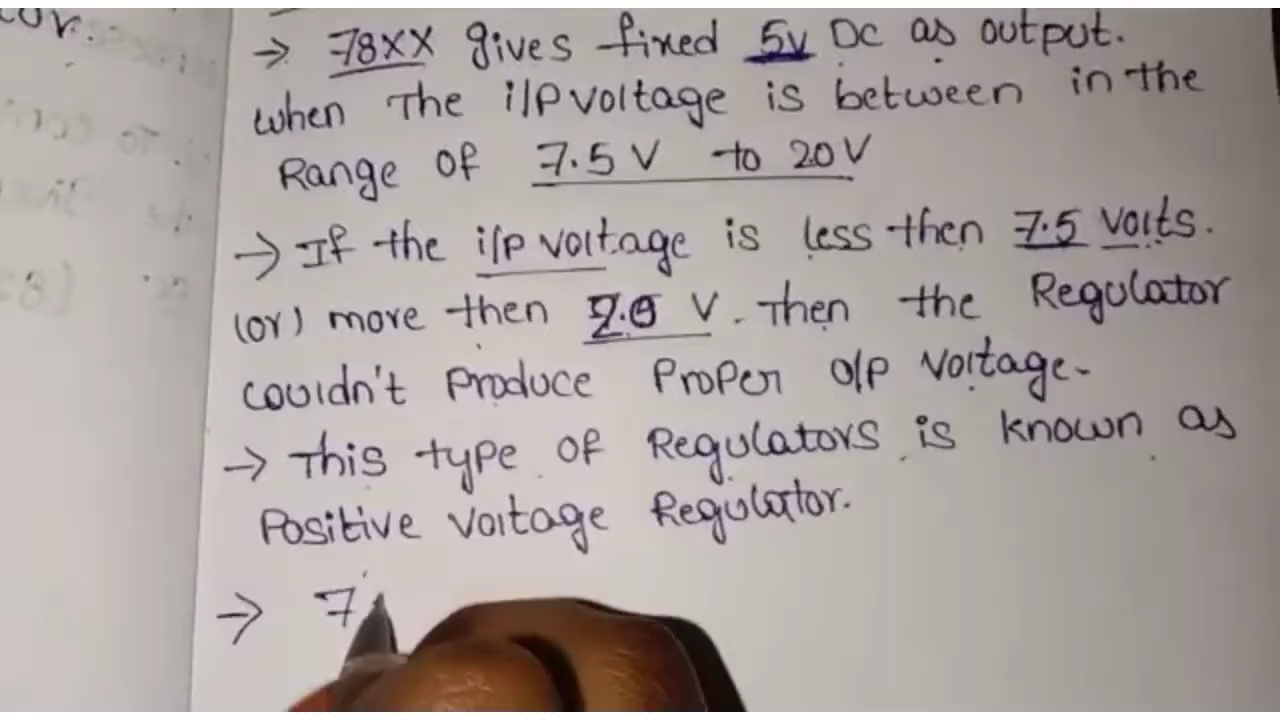 → 78XX gives fixed 5V DC as output.
when The i/p voltage is between in the
Range of 7.5 V to 20 V
→ If the i/p voltage is less then 7.5 volts.
(or) more then V. Then the Regulator
couldn't produce proper o/p voltage.
→ This type of Regulators is known as
Positive voltage Regulator.
→ 7